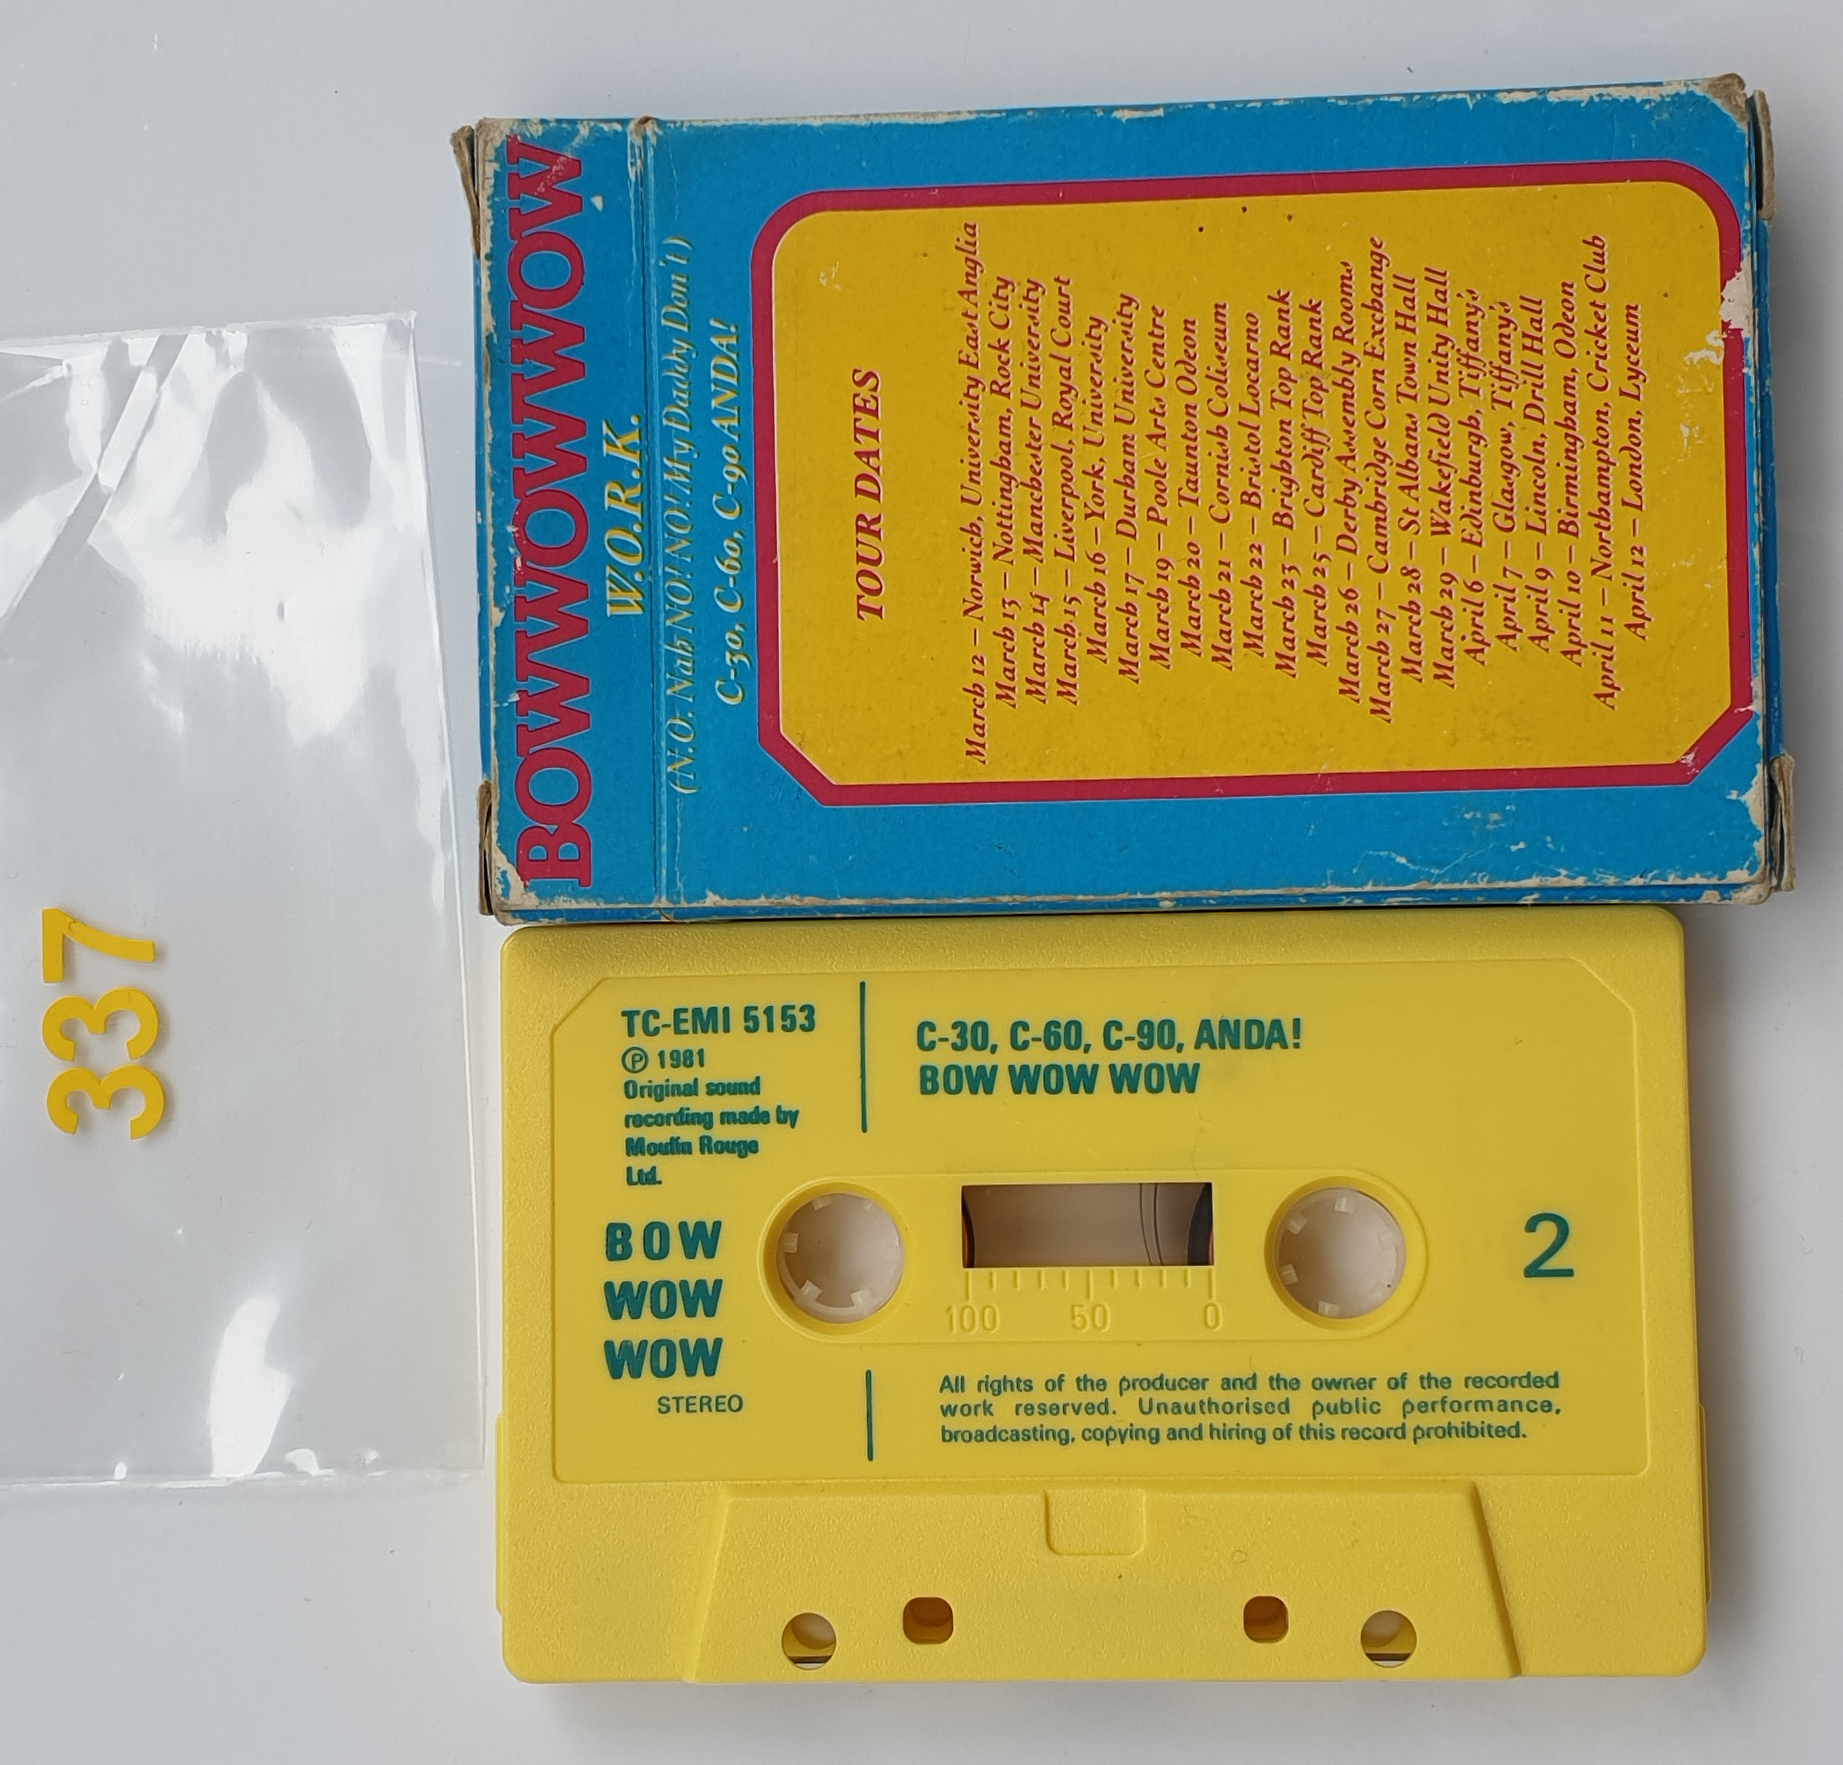 337
BOWWOWWOW
W.O.R.K.
(N.O. Nah NO! NO! My Daddy Don't)
C-30, C-60, C-90 ANDA!
TOUR DATES
March 12 – Norwich, University East Anglia
March 13 – Nottingham, Rock City
March 14 – Manchester University
March 15 – Liverpool, Royal Court
March 16 – York, University
March 17 – Durham University
March 19 – Poole Arts Centre
March 20 – Taunton Odeon
March 21 – Cornish Coliseum
March 22 – Bristol Locarno
March 23 – Brighton Top Rank
March 25 – Cardiff Top Rank
March 26 – Derby Assembly Rooms
March 27 – Cambridge Corn Exchange
March 28 – St Albans Town Hall
March 29 – Wakefield Unity Hall
April 6 – Edinburgh, Tiffany's
April 7 – Glasgow, Tiffany's
April 9 – Lincoln, Drill Hall
April 10 – Birmingham, Odeon
April 11 – Northampton, Cricket Club
April 12 – London, Lyceum
TC-EMI 5153
℗ 1981
Original sound
recording made by
Moulin Rouge
Ltd.
C-30, C-60, C-90, ANDA!
BOW WOW WOW
BOW
WOW
WOW
STEREO
100 50 0
2
All rights of the producer and the owner of the recorded
work reserved. Unauthorised public performance,
broadcasting, copying and hiring of this record prohibited.